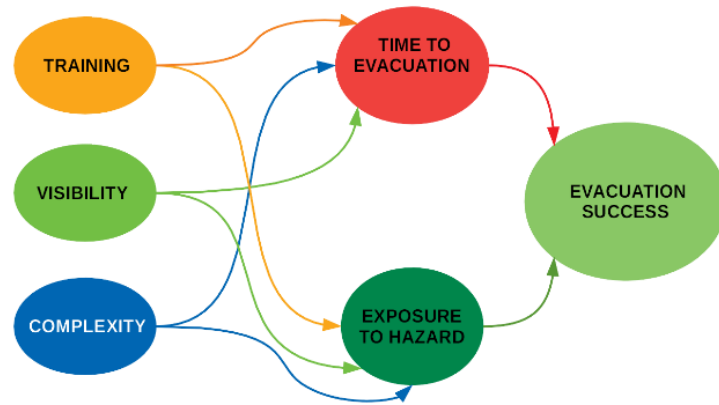 TRAINING
VISIBILITY
COMPLEXITY
TIME TO
EVACUATION
EXPOSURE
TO HAZARD
EVACUATION
SUCCESS